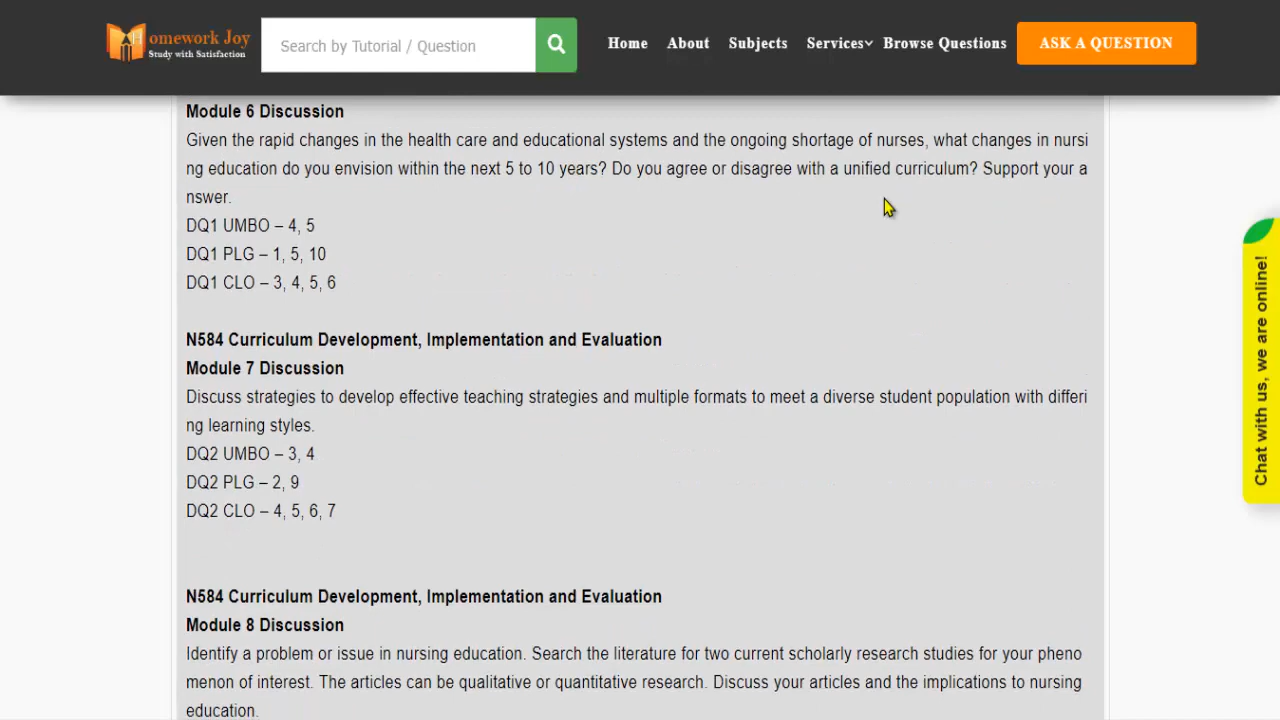 omework Joy
Study with Satisfaction
Search by Tutorial / Question
Home About Subjects Services Browse Questions ASK A QUESTION
Module 6 Discussion
Given the rapid changes in the health care and educational systems and the ongoing shortage of nurses, what changes in nursi
ng education do you envision within the next 5 to 10 years? Do you agree or disagree with a unified curriculum? Support your a
nswer.
DQ1 UMBO – 4, 5
DQ1 PLG – 1, 5, 10
DQ1 CLO – 3, 4, 5, 6
N584 Curriculum Development, Implementation and Evaluation
Module 7 Discussion
Discuss strategies to develop effective teaching strategies and multiple formats to meet a diverse student population with differi
ng learning styles.
DQ2 UMBO – 3, 4
DQ2 PLG – 2, 9
DQ2 CLO – 4, 5, 6, 7
N584 Curriculum Development, Implementation and Evaluation
Module 8 Discussion
Identify a problem or issue in nursing education. Search the literature for two current scholarly research studies for your pheno
menon of interest. The articles can be qualitative or quantitative research. Discuss your articles and the implications to nursing
education.
Chat with us, we are online!